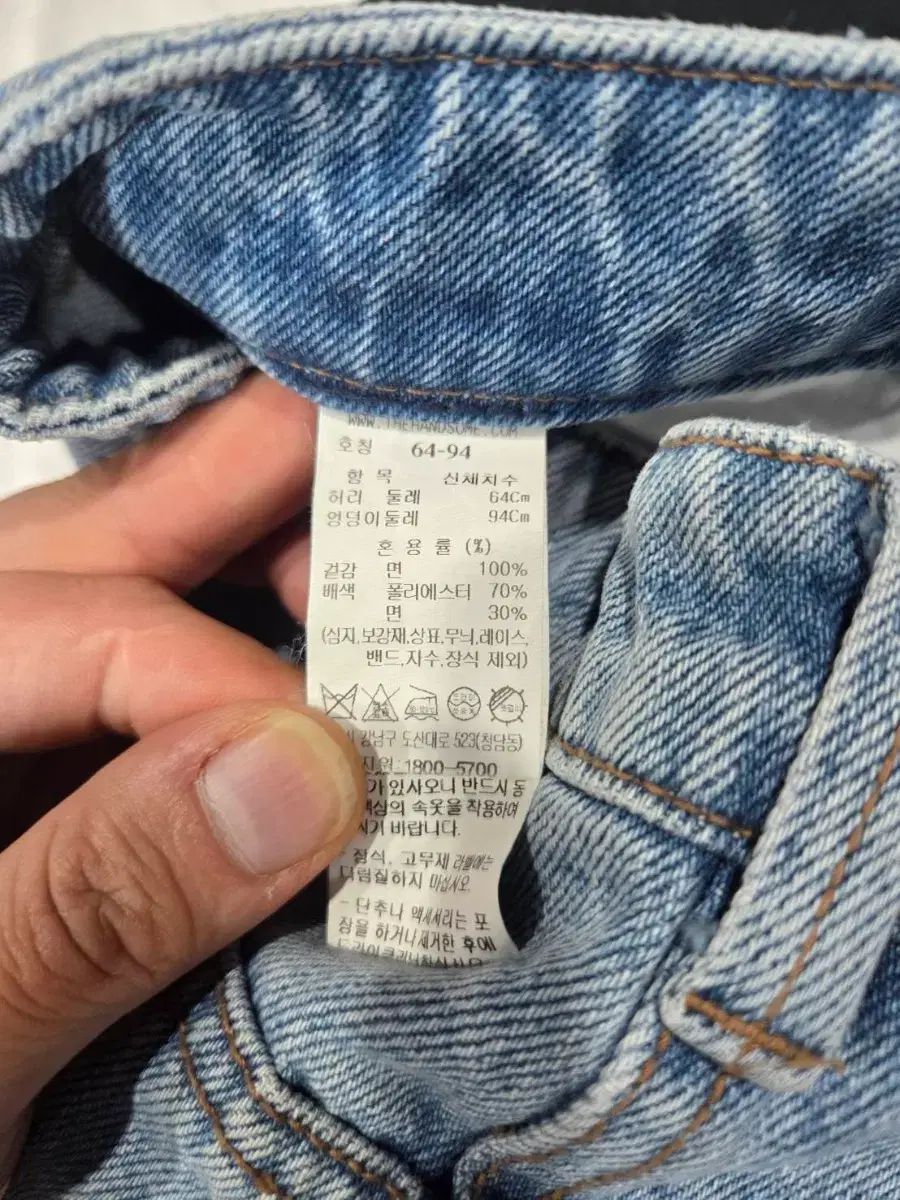 WWW.THEHANDSOME.COM
호칭 64-94
항 목 신체치수
허리 둘레 64Cm
엉덩이둘레 94Cm
혼 용 률 (%)
겉감 면 100%
배색 폴리에스터 70%
면 30%
(심지,보강재,상표,무늬,레이스,
밴드,자수,장식 제외)
강남구 도산대로 523(청담동)
1800-5700
가 있사오니 반드시 동
색상의 속옷을 착용하여
시기 바랍니다.
- 장식, 고무제 라벨에는
다림질하지 마십시오.
- 단추나 액세서리는 포
장을 하거나제거한 후에